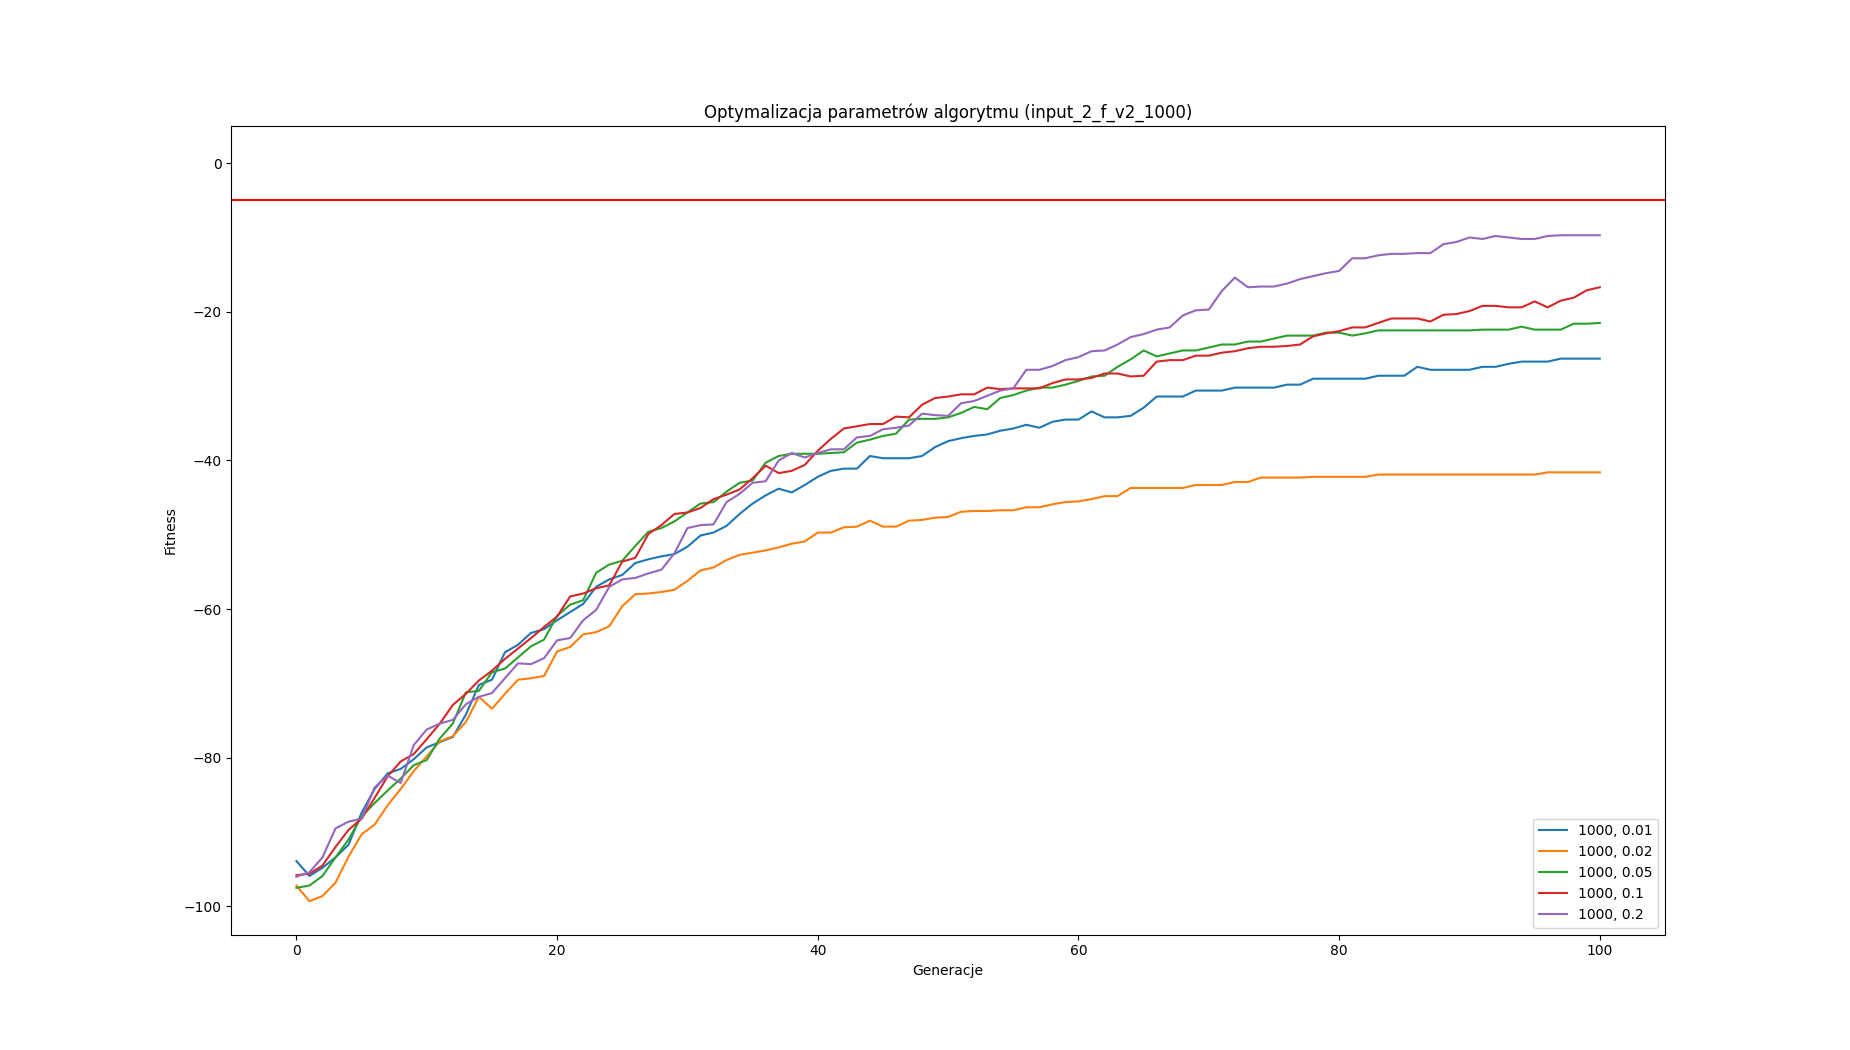 Optymalizacja parametrów algorytmu (input_2_f_v2_1000)
0
−20
−40
−60
−80
−100
Fitness
0 20 40 60 80 100
Generacje
1000, 0.01
1000, 0.02
1000, 0.05
1000, 0.1
1000, 0.2